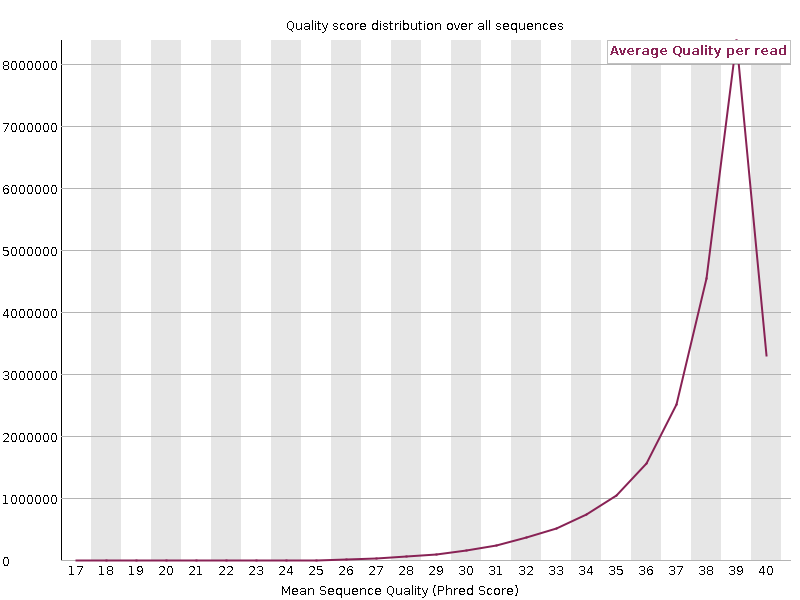 Quality score distribution over all sequences
Average Quality per read
8000000
7000000
6000000
5000000
4000000
3000000
2000000
1000000
0
17 18 19 20 21 22 23 24 25 26 27 28 29 30 31 32 33 34 35 36 37 38 39 40
Mean Sequence Quality (Phred Score)